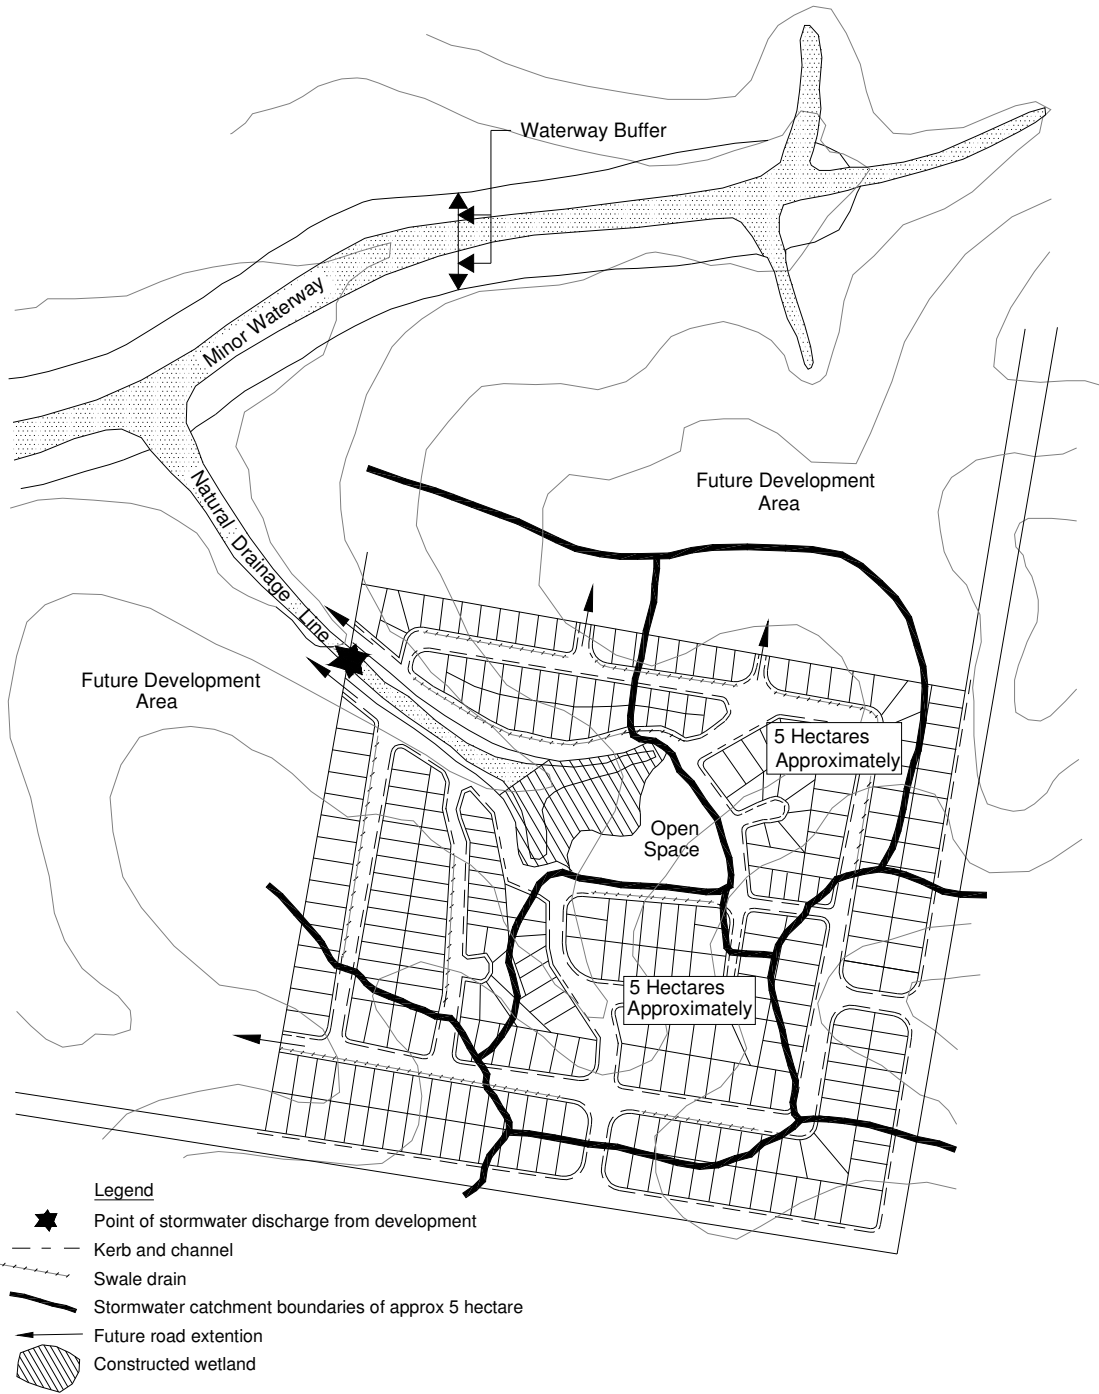 Waterway Buffer
Minor Waterway
Natural Drainage Line
Future Development
Area
Future Development
Area
5 Hectares
Approximately
Open
Space
5 Hectares
Approximately
Legend
Point of stormwater discharge from development
Kerb and channel
Swale drain
Stormwater catchment boundaries of approx 5 hectare
Future road extention
Constructed wetland